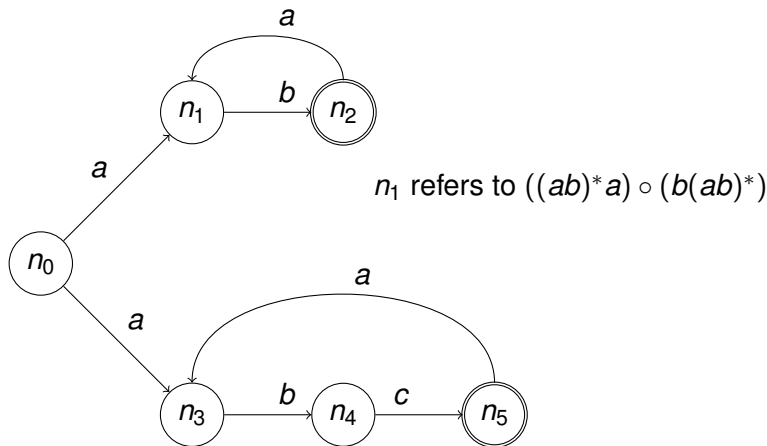 a
n₁ b n₂
a
n₁ refers to ((ab)*a) ∘ (b(ab)*)
n₀
a
a
n₃ b n₄ c n₅